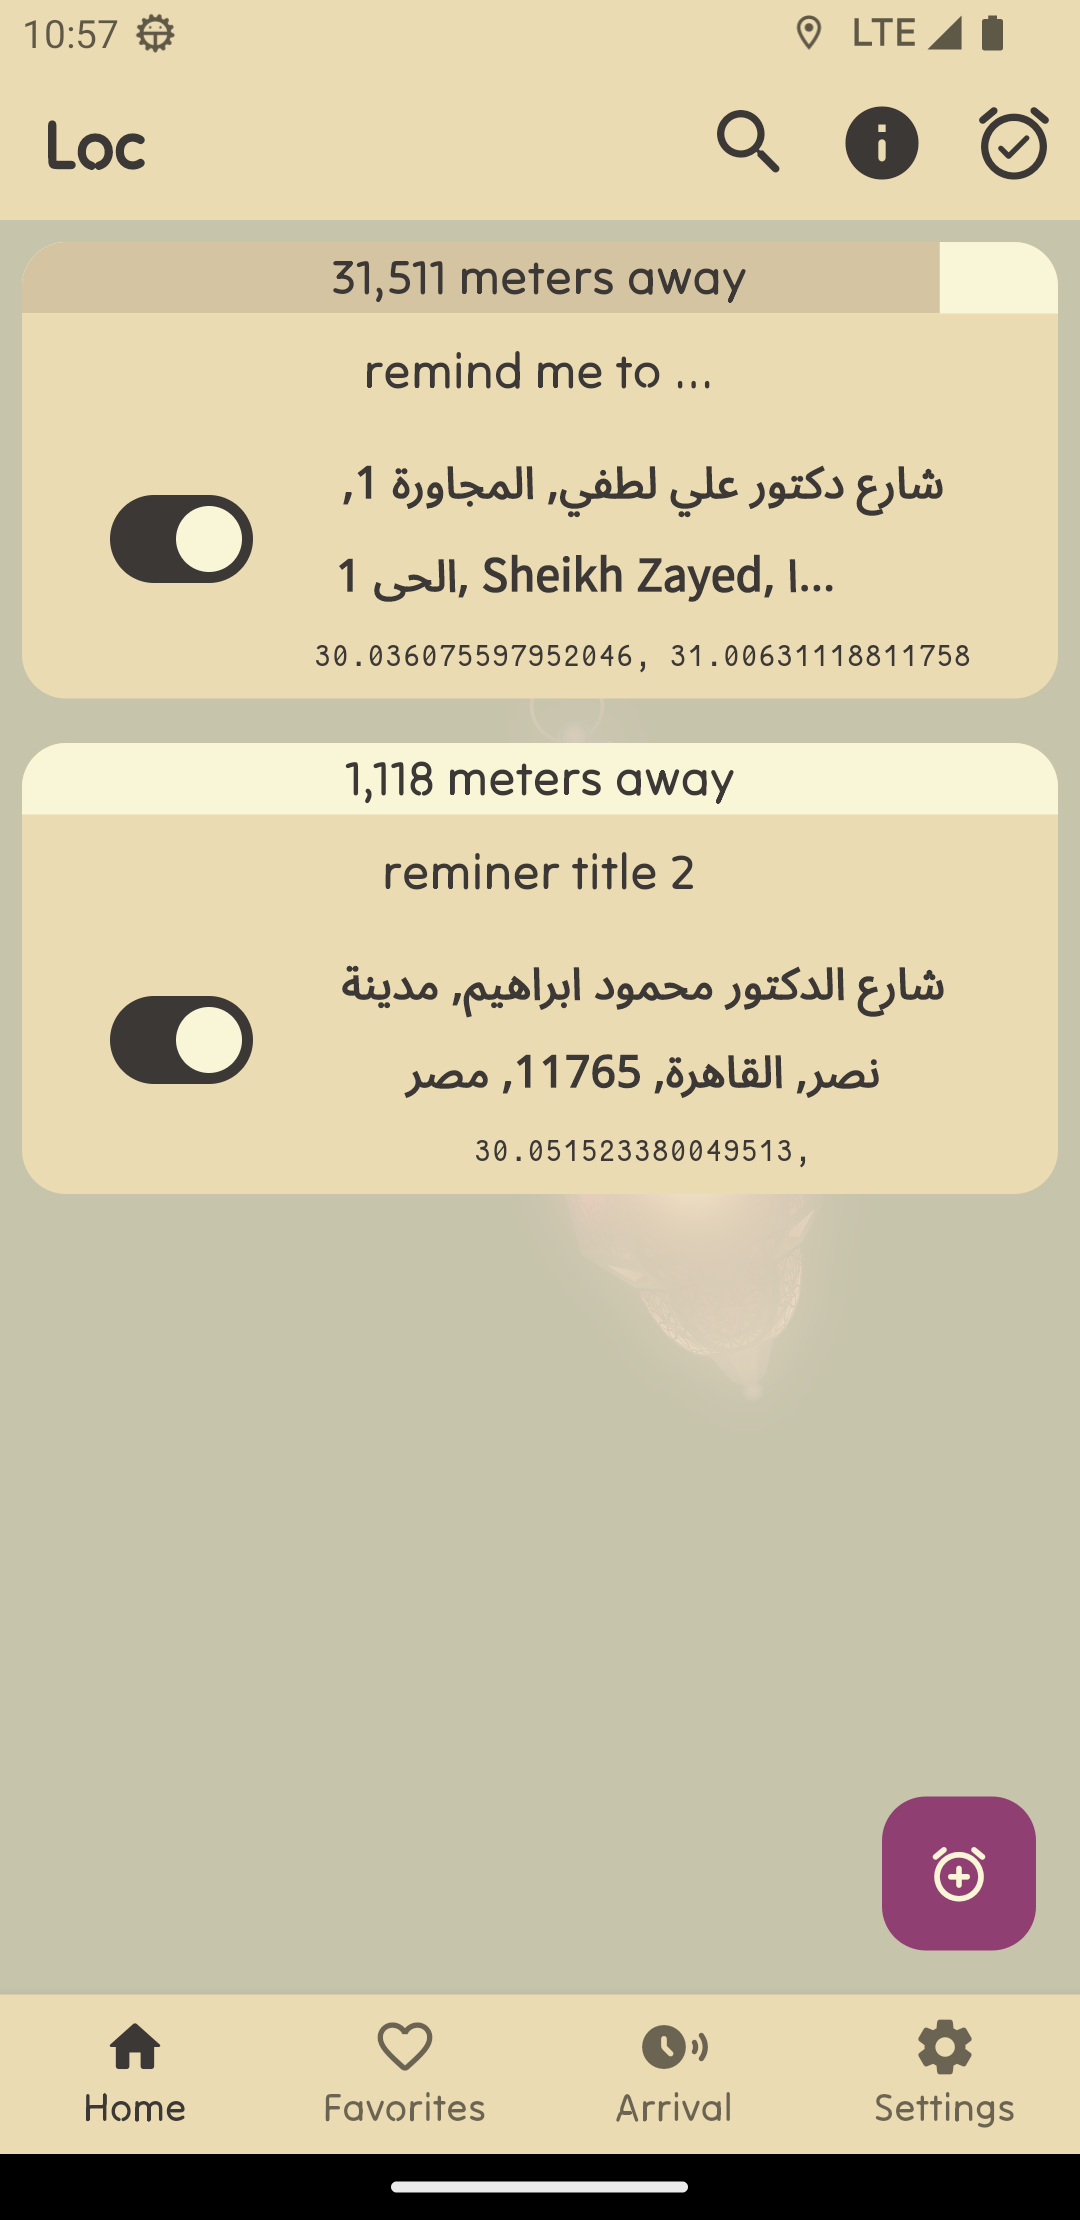 10:57
LTE
Loc
31,511 meters away
remind me to ...
شارع دكتور علي لطفي, المجاورة 1,
الحى 1, Sheikh Zayed, ا...
30.036075597952046, 31.00631118811758
1,118 meters away
reminer title 2
شارع الدكتور محمود ابراهيم, مدينة
نصر, القاهرة, 11765, مصر
30.051523380049513,
Home
Favorites
Arrival
Settings